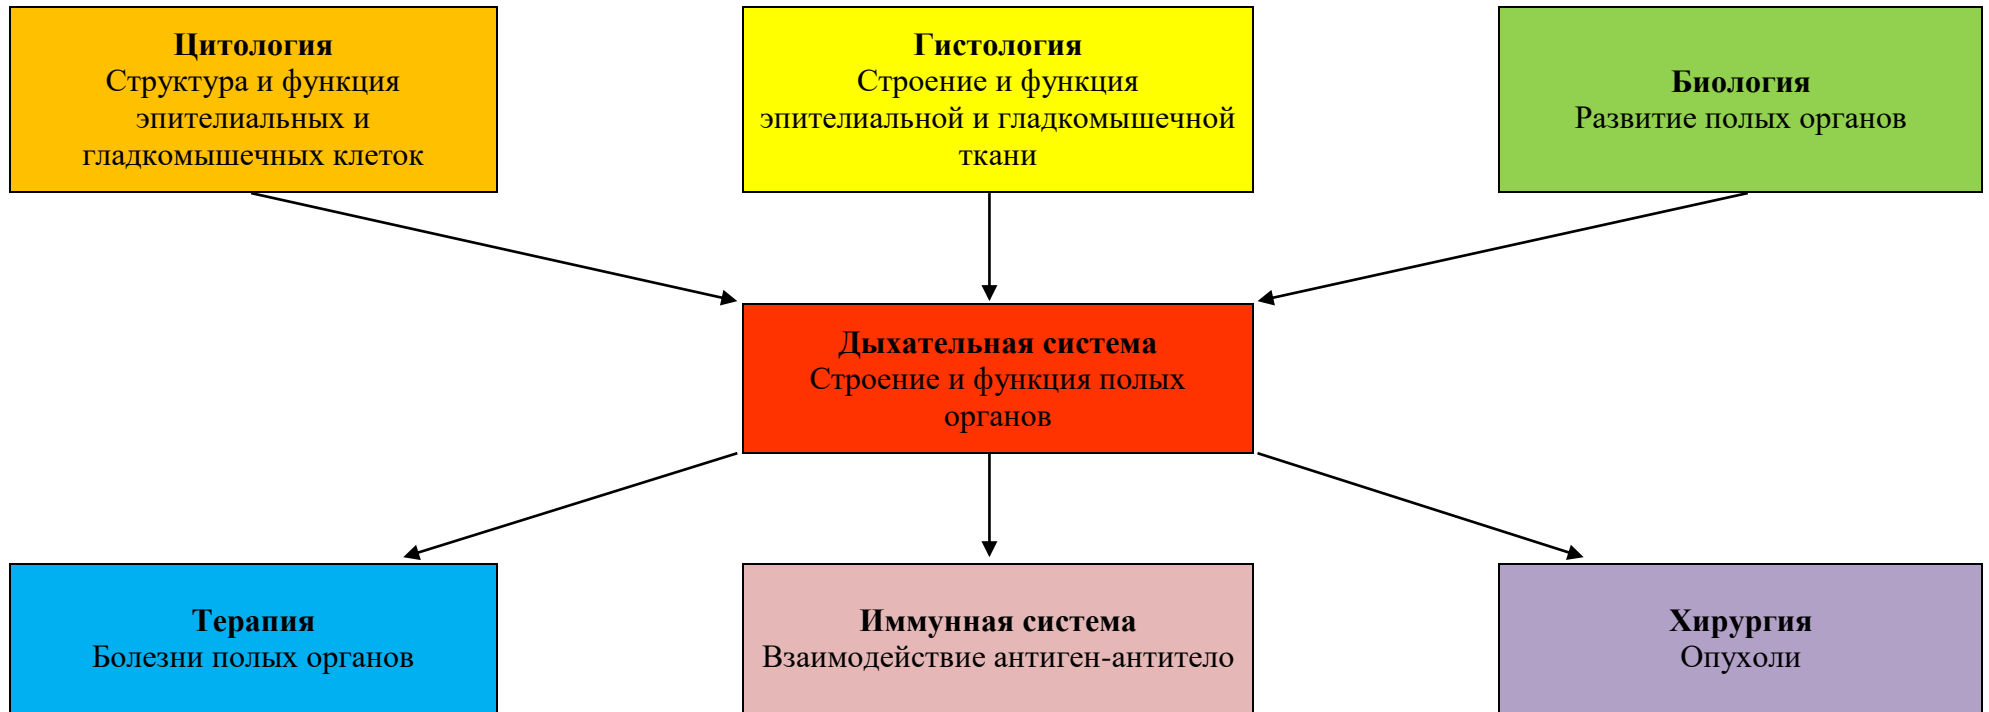 Цитология
Структура и функция
эпителиальных и
гладкомышечных клеток
Гистология
Строение и функция
эпителиальной и гладкомышечной
ткани
Биология
Развитие полых органов
Дыхательная система
Строение и функция полых
органов
Терапия
Болезни полых органов
Иммунная система
Взаимодействие антиген-антитело
Хирургия
Опухоли